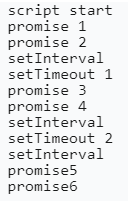 script start
promise 1
promise 2
setInterval
setTimeout 1
promise 3
promise 4
setInterval
setTimeout 2
setInterval
promise5
promise6